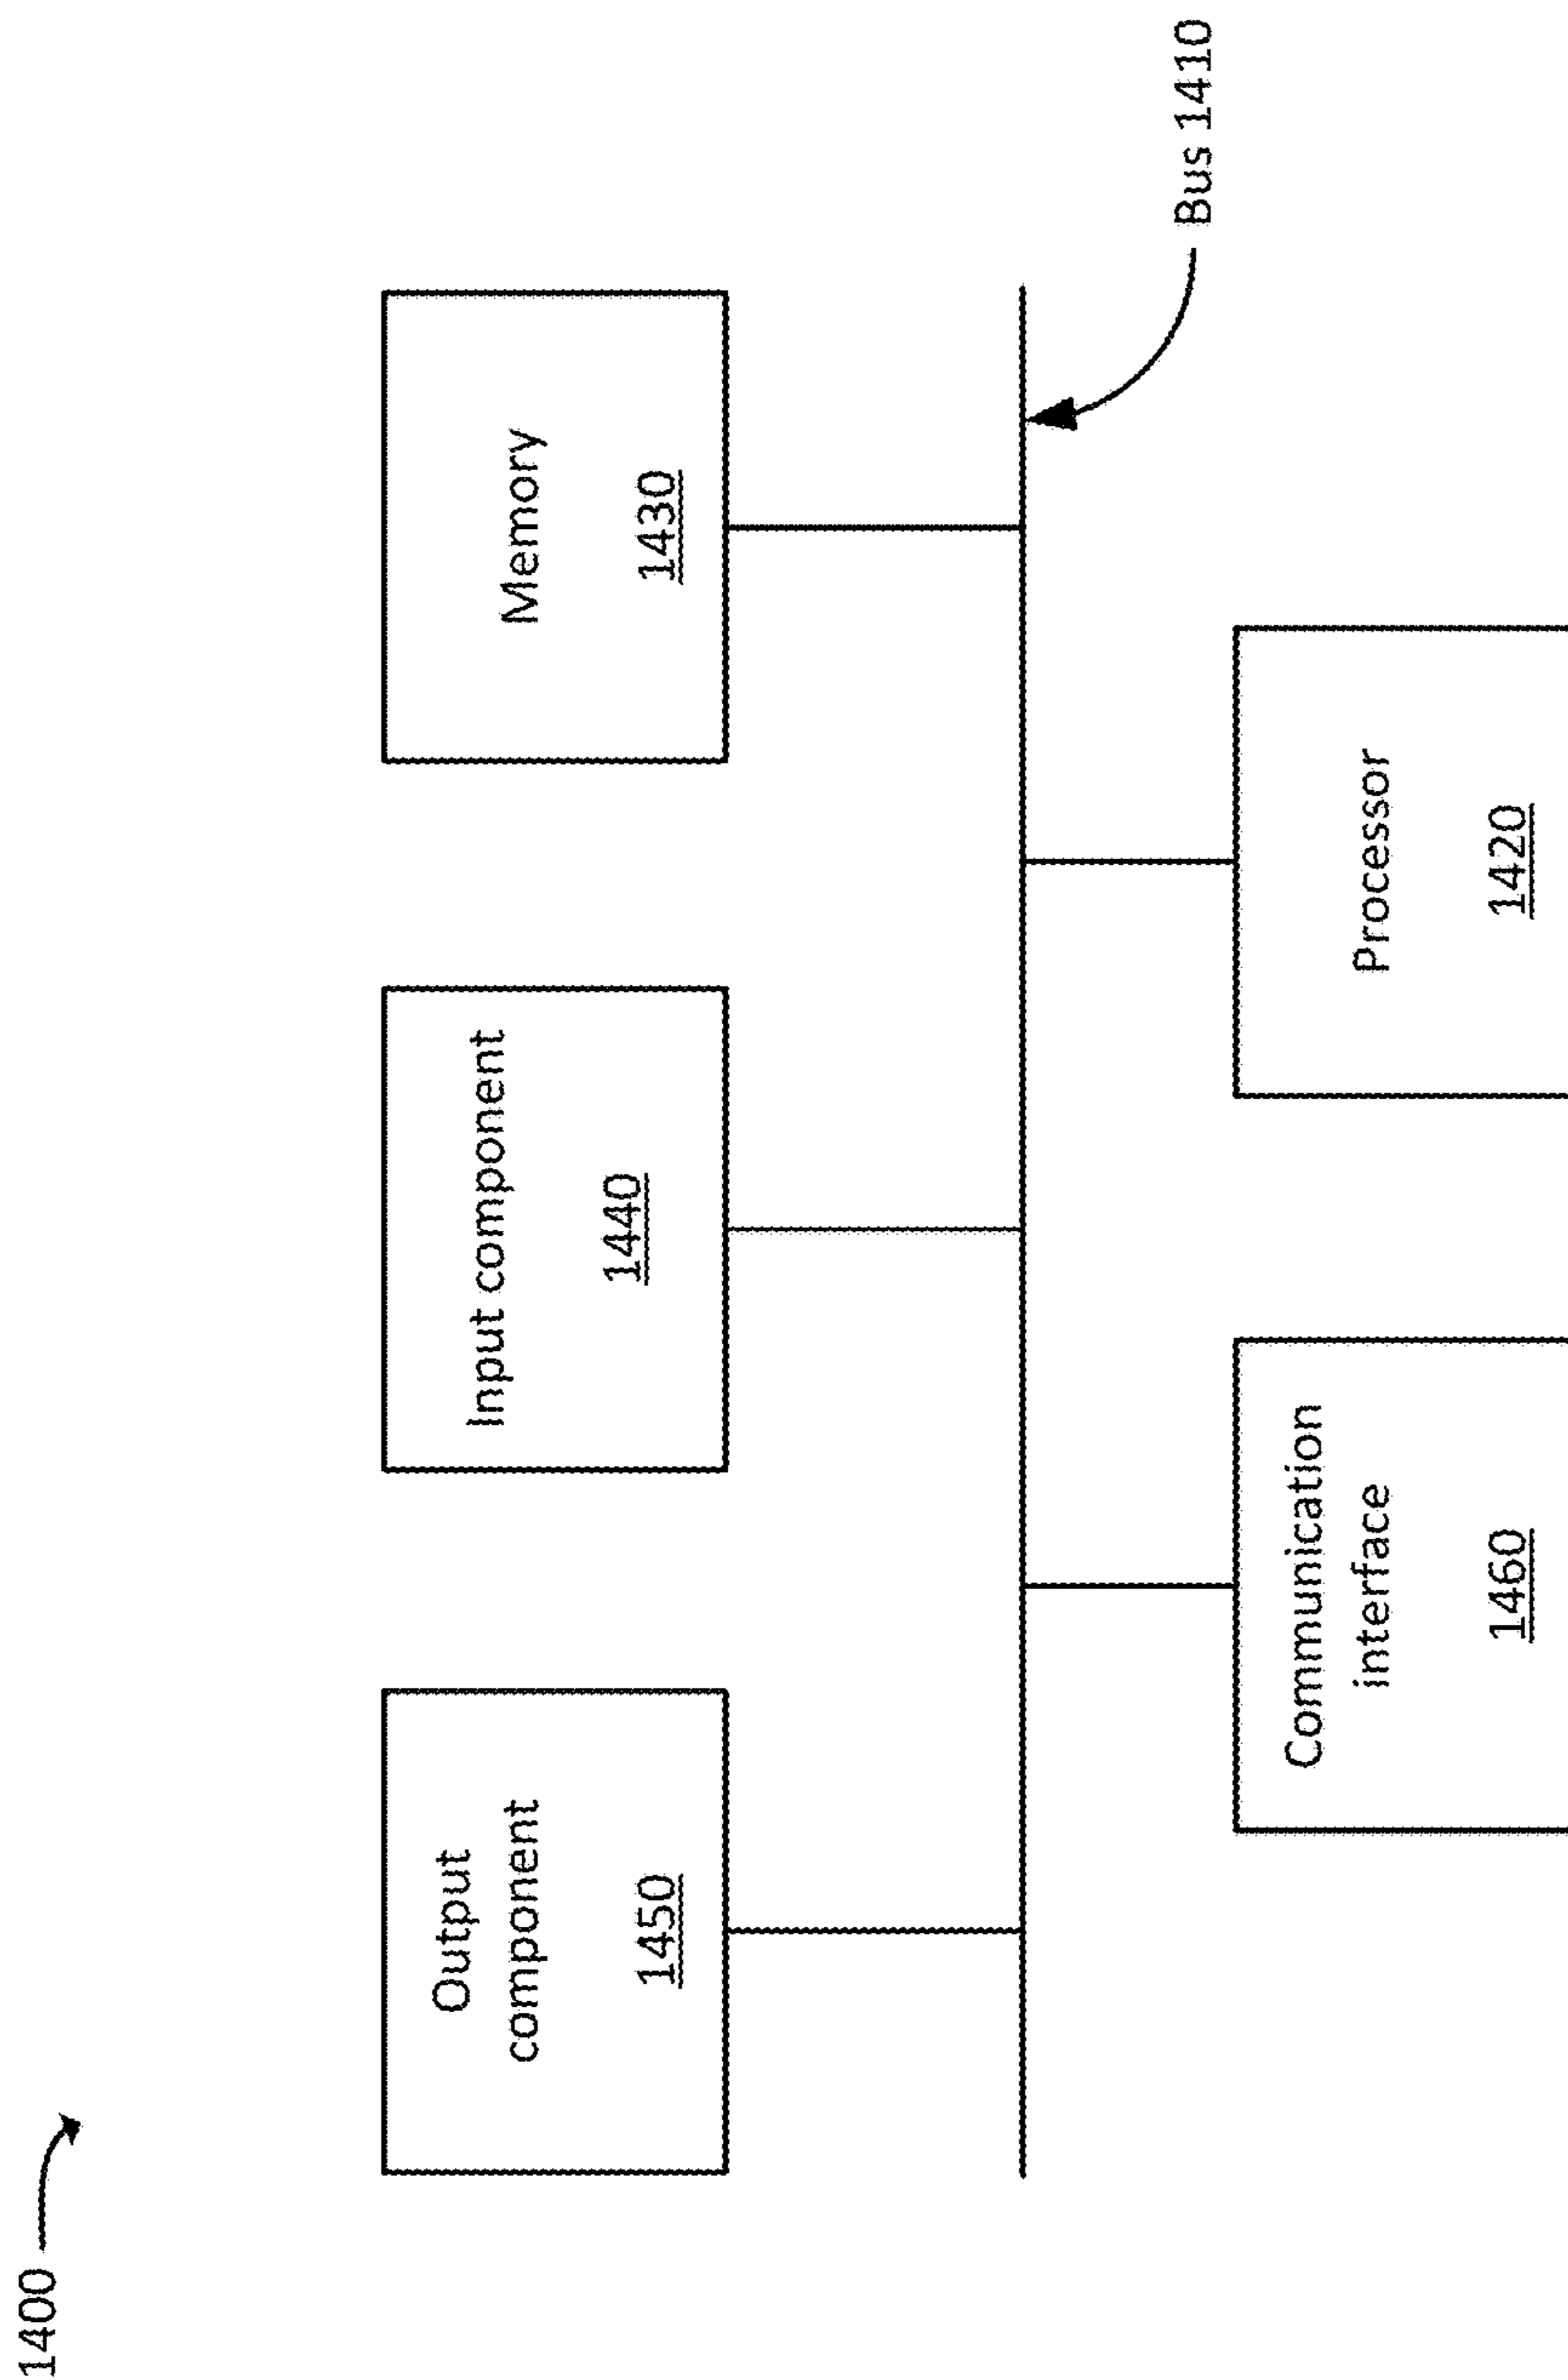 1400
Output
component
1450
Input component
1440
Memory
1430
Bus 1410
Communication
interface
1460
Processor
1420